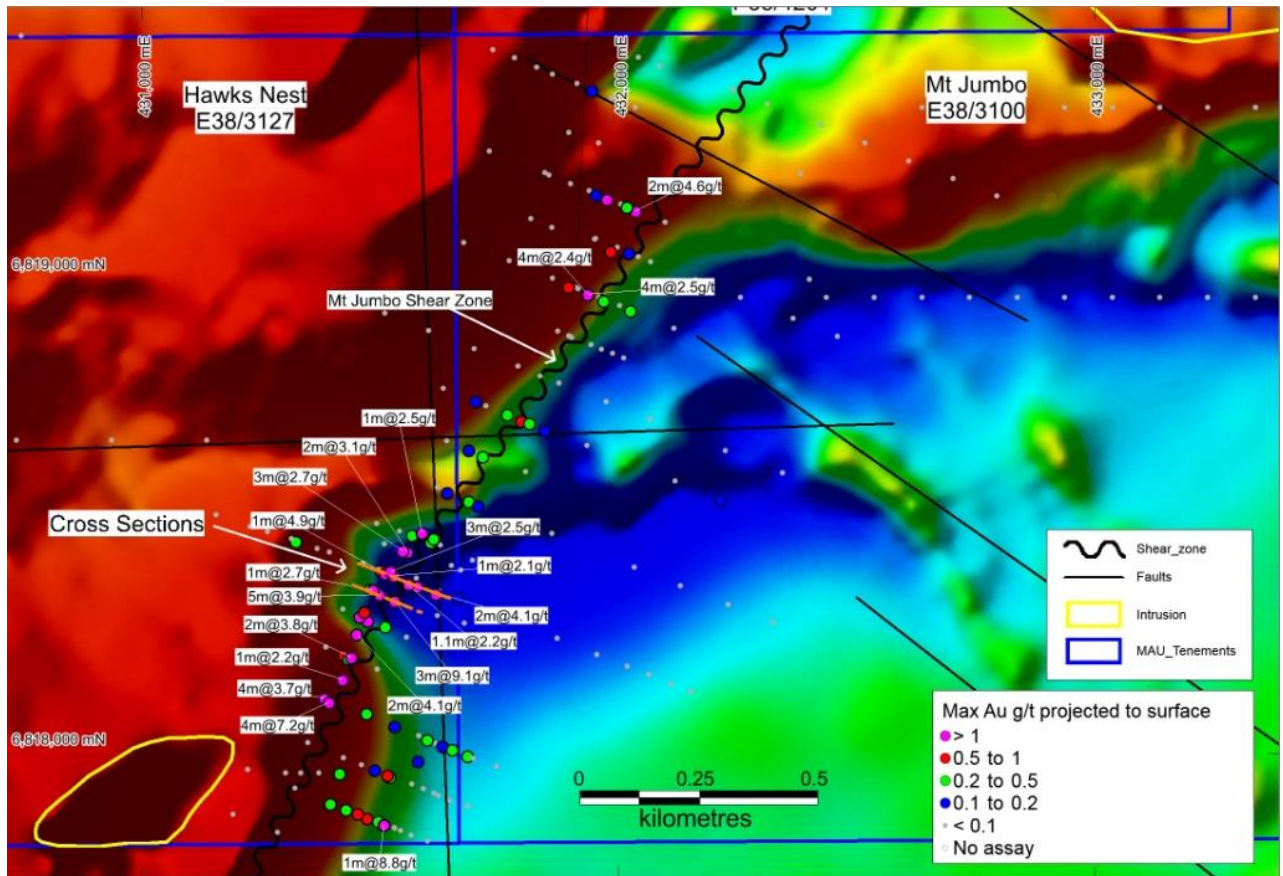 431,000 mE
432,000 mE
433,000 mE
Hawks Nest
E38/3127
Mt Jumbo
E38/3100
2m@4.6g/t
6,819,000 mN
4m@2.4g/t
4m@2.5g/t
Mt Jumbo Shear Zone
1m@2.5g/t
2m@3.1g/t
3m@2.7g/t
Cross Sections
1m@4.9g/t
3m@2.5g/t
1m@2.7g/t
1m@2.1g/t
5m@3.9g/t
2m@4.1g/t
2m@3.8g/t
1.1m@2.2g/t
1m@2.2g/t
3m@9.1g/t
4m@3.7g/t
2m@4.1g/t
4m@7.2g/t
6,818,000 mN
1m@8.8g/t
0 0.25 0.5
kilometres
Shear_zone
Faults
Intrusion
MAU_Tenements
Max Au g/t projected to surface
> 1
0.5 to 1
0.2 to 0.5
0.1 to 0.2
< 0.1
No assay